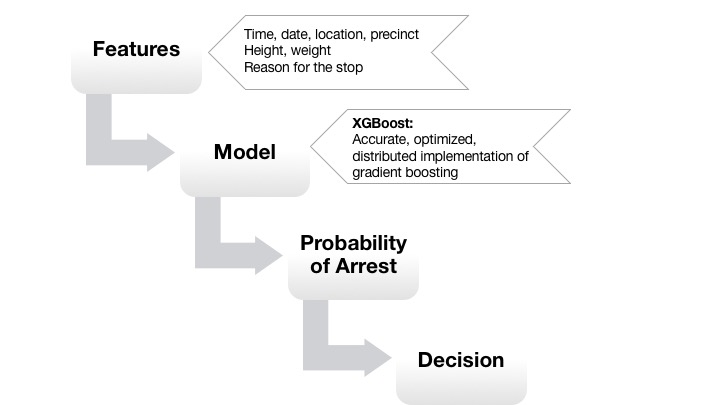 Features
Time, date, location, precinct
Height, weight
Reason for the stop
Model
XGBoost:
Accurate, optimized,
distributed implementation of
gradient boosting
Probability
of Arrest
Decision